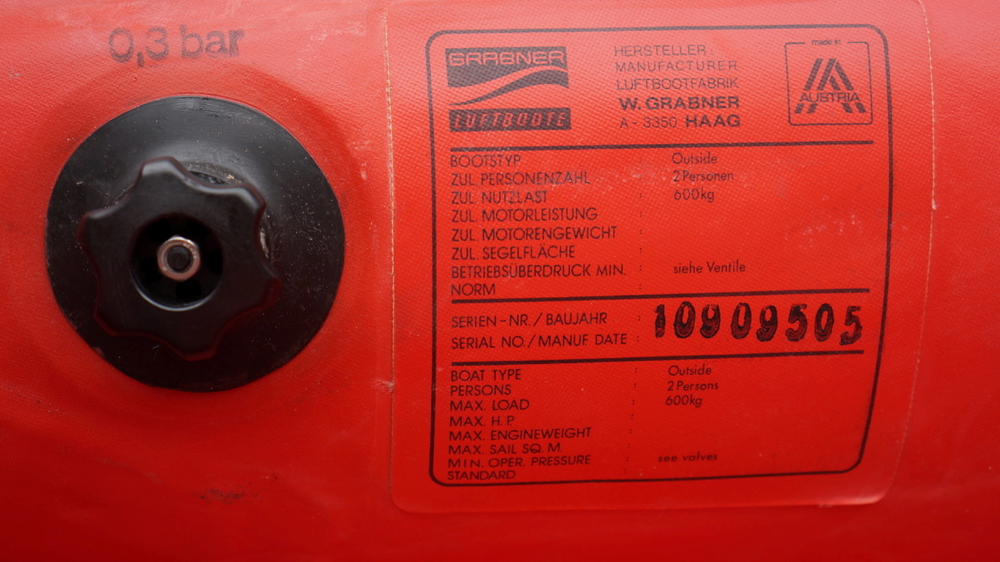 0,3 bar
GRABNER
LUFTBOOTE
HERSTELLER:
MANUFACTURER
LUFTBOOTFABRIK
W. GRABNER
A - 3350 HAAG
made in
AUSTRIA
BOOTSTYP : Outside
ZUL. PERSONENZAHL : 2 Personen
ZUL. NUTZLAST : 600kg
ZUL. MOTORLEISTUNG :
ZUL. MOTORENGEWICHT :
ZUL. SEGELFLÄCHE :
BETRIEBSÜBERDRUCK MIN. : siehe Ventile
NORM
SERIEN - NR. / BAUJAHR :
SERIAL NO./ MANUF DATE : 10909505
BOAT TYPE : Outside
PERSONS : 2 Persons
MAX. LOAD : 600kg
MAX. H.P :
MAX. ENGINEWEIGHT :
MAX. SAIL SQ. M. :
MIN. OPER. PRESSURE : see valves
STANDARD